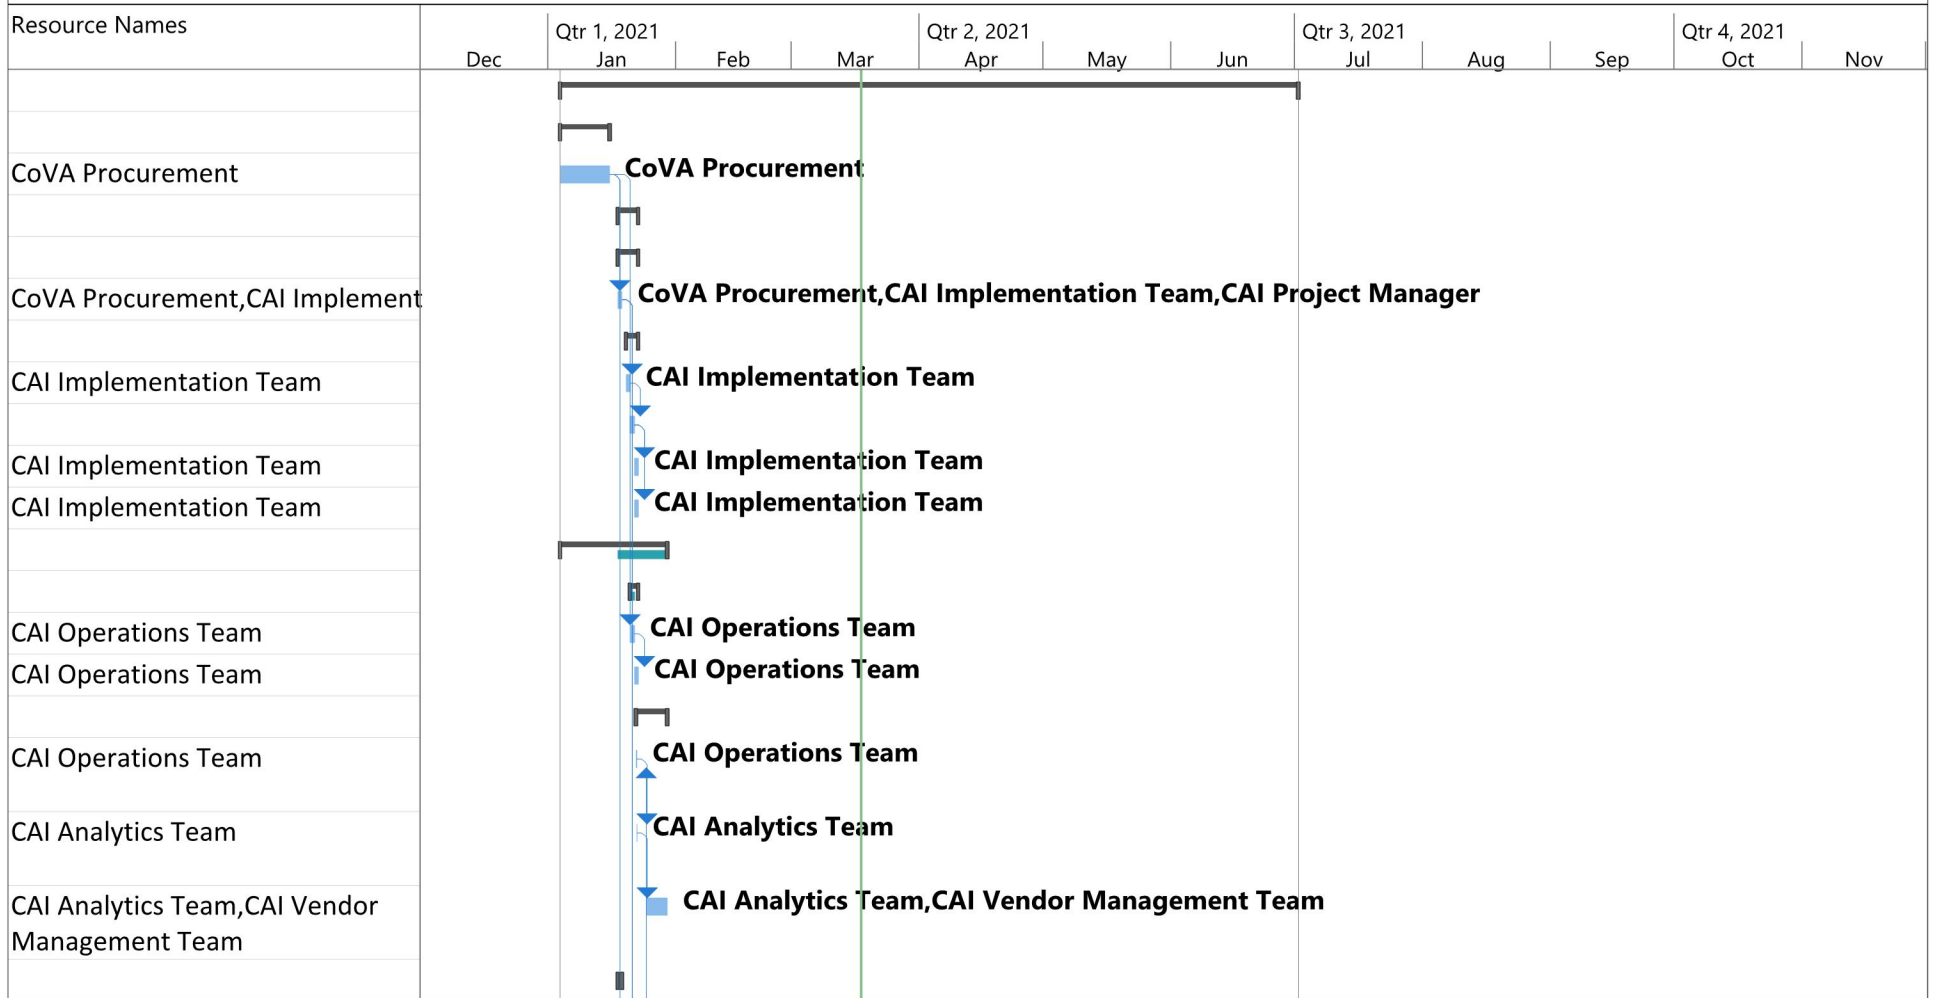 Resource Names
Qtr 1, 2021 Qtr 2, 2021 Qtr 3, 2021 Qtr 4, 2021
Dec Jan Feb Mar Apr May Jun Jul Aug Sep Oct Nov
CoVA Procurement CoVA Procurement
CoVA Procurement,CAI Implement CoVA Procurement,CAI Implementation Team,CAI Project Manager
CAI Implementation Team CAI Implementation Team
CAI Implementation Team CAI Implementation Team
CAI Implementation Team CAI Implementation Team
CAI Operations Team CAI Operations Team
CAI Operations Team CAI Operations Team
CAI Operations Team CAI Operations Team
CAI Analytics Team CAI Analytics Team
CAI Analytics Team,CAI Vendor CAI Analytics Team,CAI Vendor Management Team
Management Team